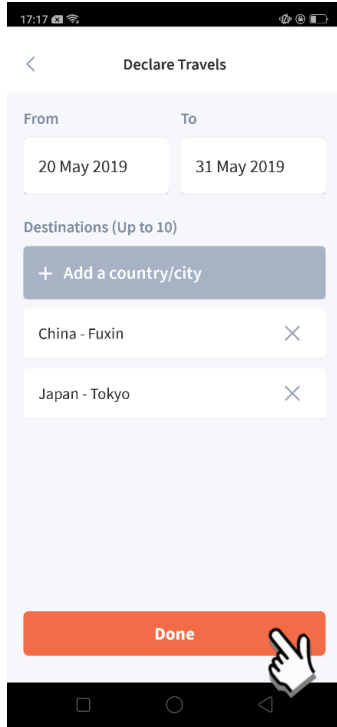 17:17
Declare Travels
From To
20 May 2019 31 May 2019
Destinations (Up to 10)
+ Add a country/city
China - Fuxin
Japan - Tokyo
Done